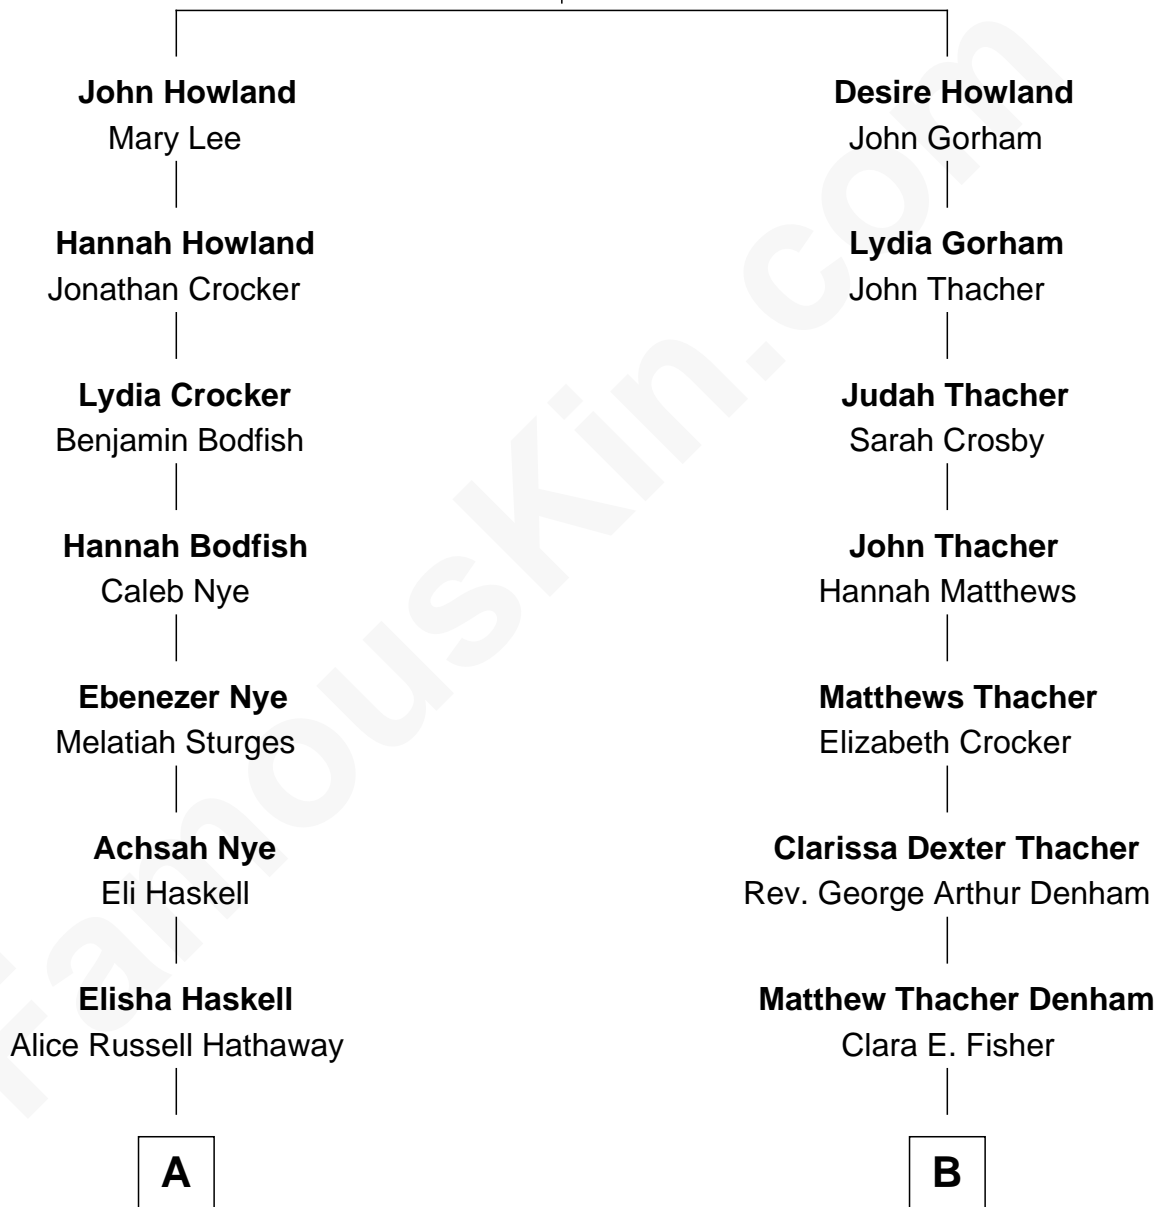 John Howland
Mary Lee
Hannah Howland
Jonathan Crocker
Lydia Crocker
Benjamin Bodfish
Hannah Bodfish
Caleb Nye
Ebenezer Nye
Melatiah Sturges
Achsah Nye
Eli Haskell
Elisha Haskell
Alice Russell Hathaway
A
Desire Howland
John Gorham
Lydia Gorham
John Thacher
Judah Thacher
Sarah Crosby
John Thacher
Hannah Matthews
Matthews Thacher
Elizabeth Crocker
Clarissa Dexter Thacher
Rev. George Arthur Denham
Matthew Thacher Denham
Clara E. Fisher
B
FamousKin.com